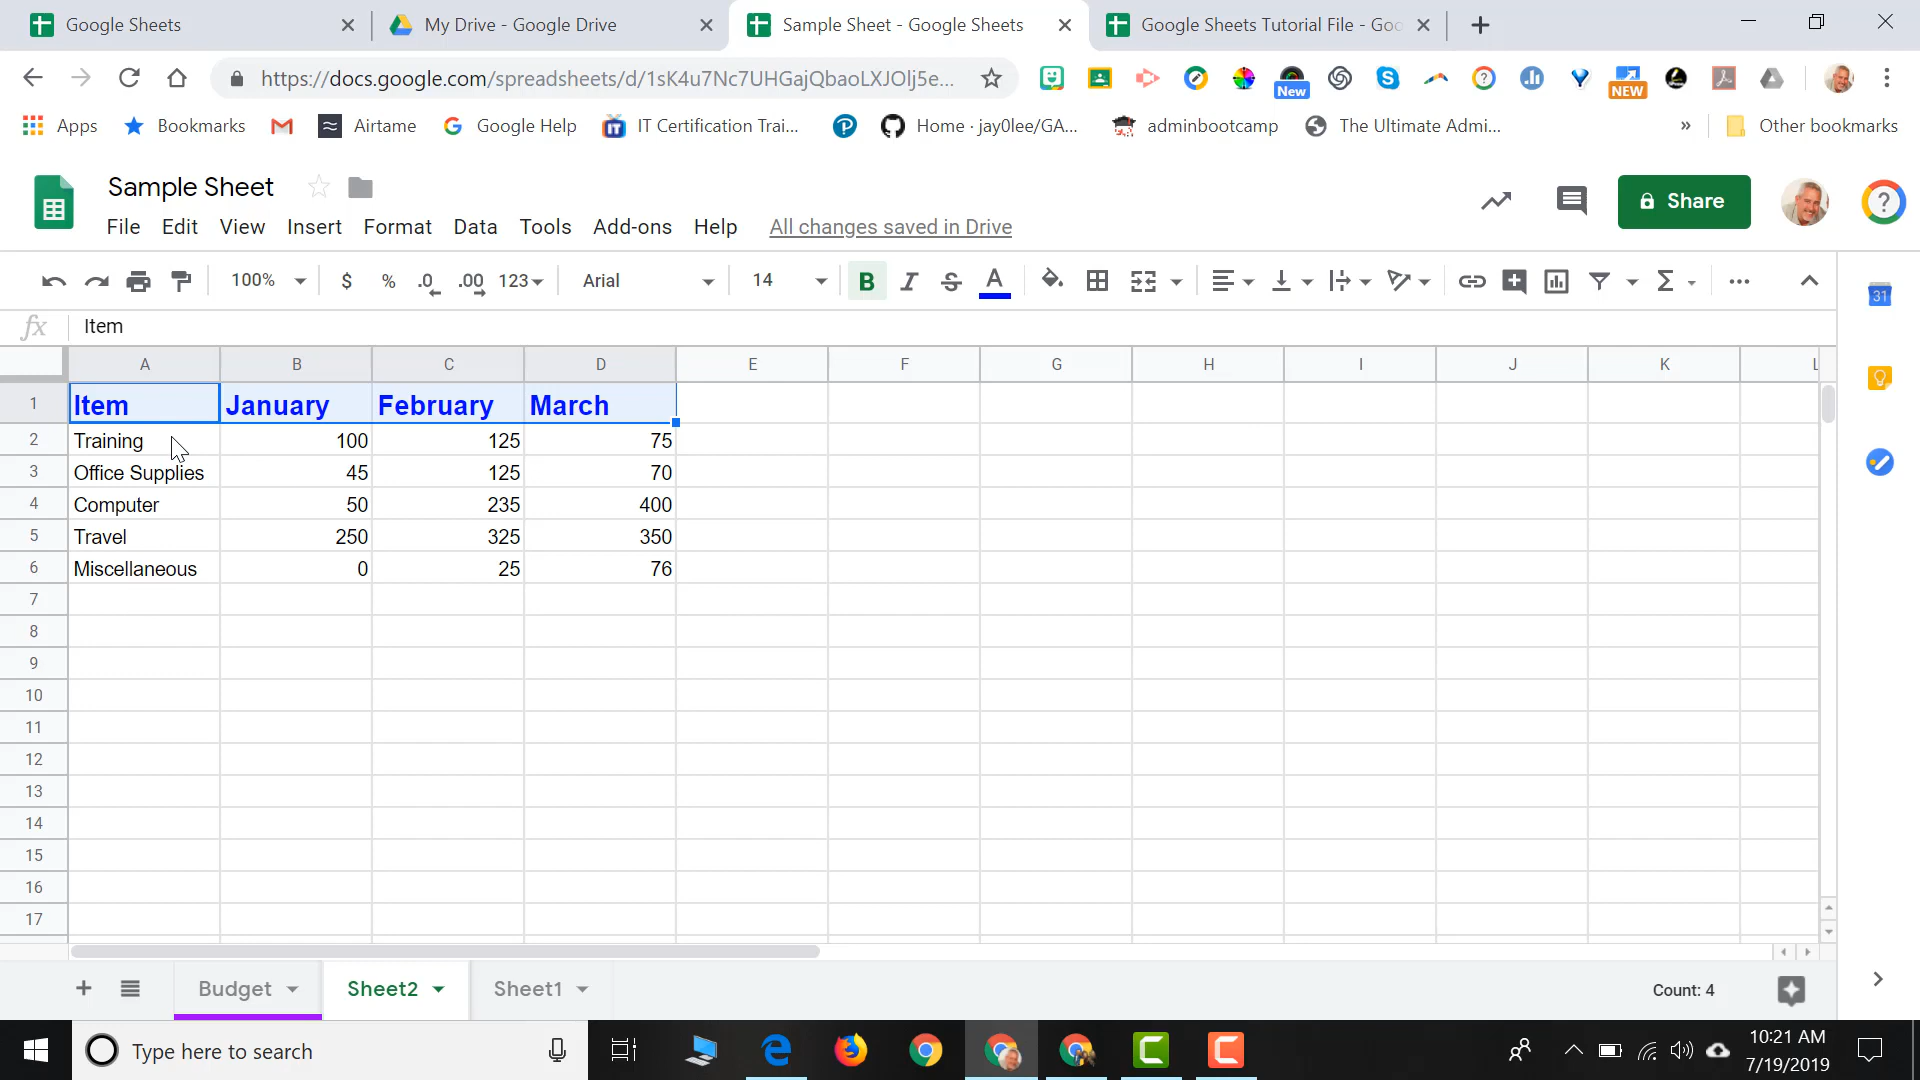 Google Sheets
My Drive - Google Drive
Sample Sheet - Google Sheets
Google Sheets Tutorial File - Goo
https://docs.google.com/spreadsheets/d/1sK4u7Nc7UHGajQbaoLXJOlj5e...
New
NEW
Apps
Bookmarks
Airtame
Google Help
IT Certification Trai...
Home · jay0lee/GA...
adminbootcamp
The Ultimate Admi...
»
Other bookmarks
Sample Sheet
File Edit View Insert Format Data Tools Add-ons Help All changes saved in Drive
Share
100% $ % .0 .00 123 Arial 14 B I S A Σ
31
fx Item
A B C D E F G H I J K L
1 Item January February March
2 Training 100 125 75
3 Office Supplies 45 125 70
4 Computer 50 235 400
5 Travel 250 325 350
6 Miscellaneous 0 25 76
7
8
9
10
11
12
13
14
15
16
17
Budget Sheet2 Sheet1
Count: 4
Type here to search
10:21 AM
7/19/2019